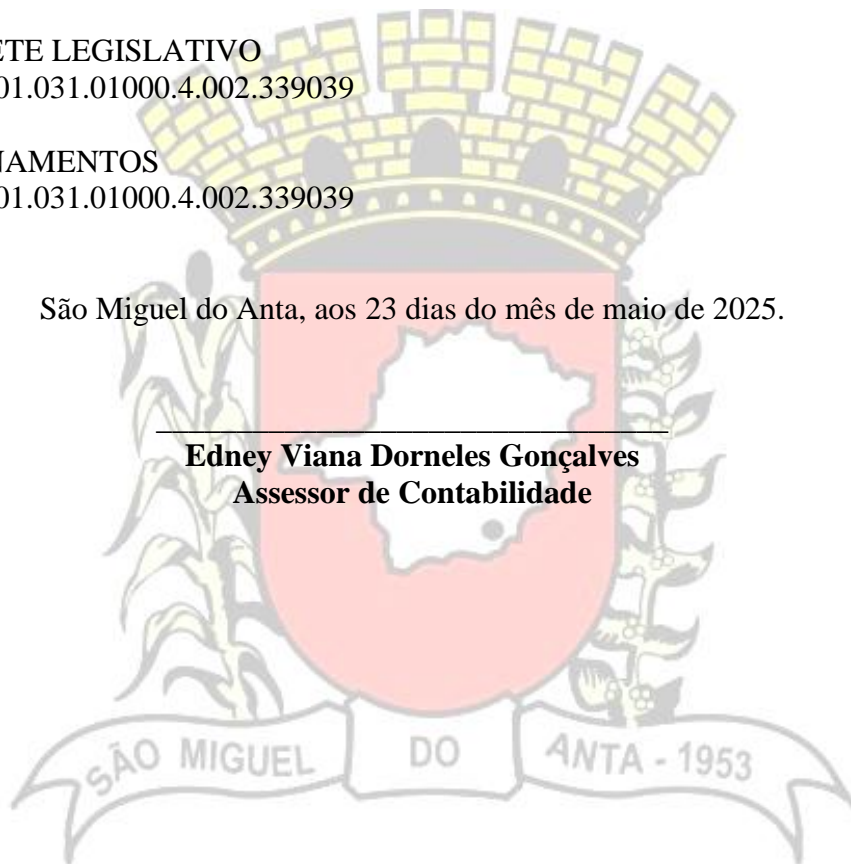 ETE LEGISLATIVO
01.031.01000.4.002.339039
NAMENTOS
01.031.01000.4.002.339039
São Miguel do Anta, aos 23 dias do mês de maio de 2025.
Edney Viana Dorneles Gonçalves
Assessor de Contabilidade
SÃO MIGUEL DO ANTA - 1953